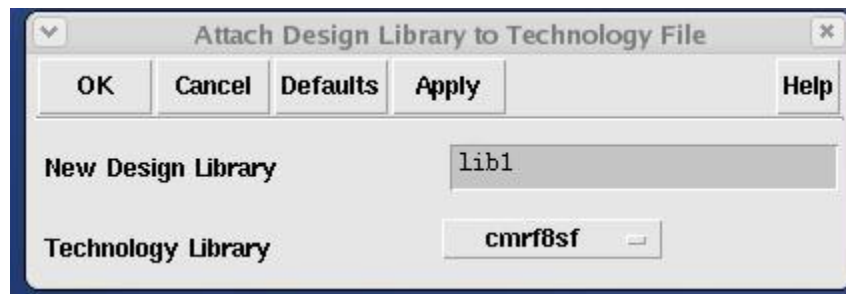 Attach Design Library to Technology File
OK Cancel Defaults Apply Help
New Design Library lib1
Technology Library cmrf8sf